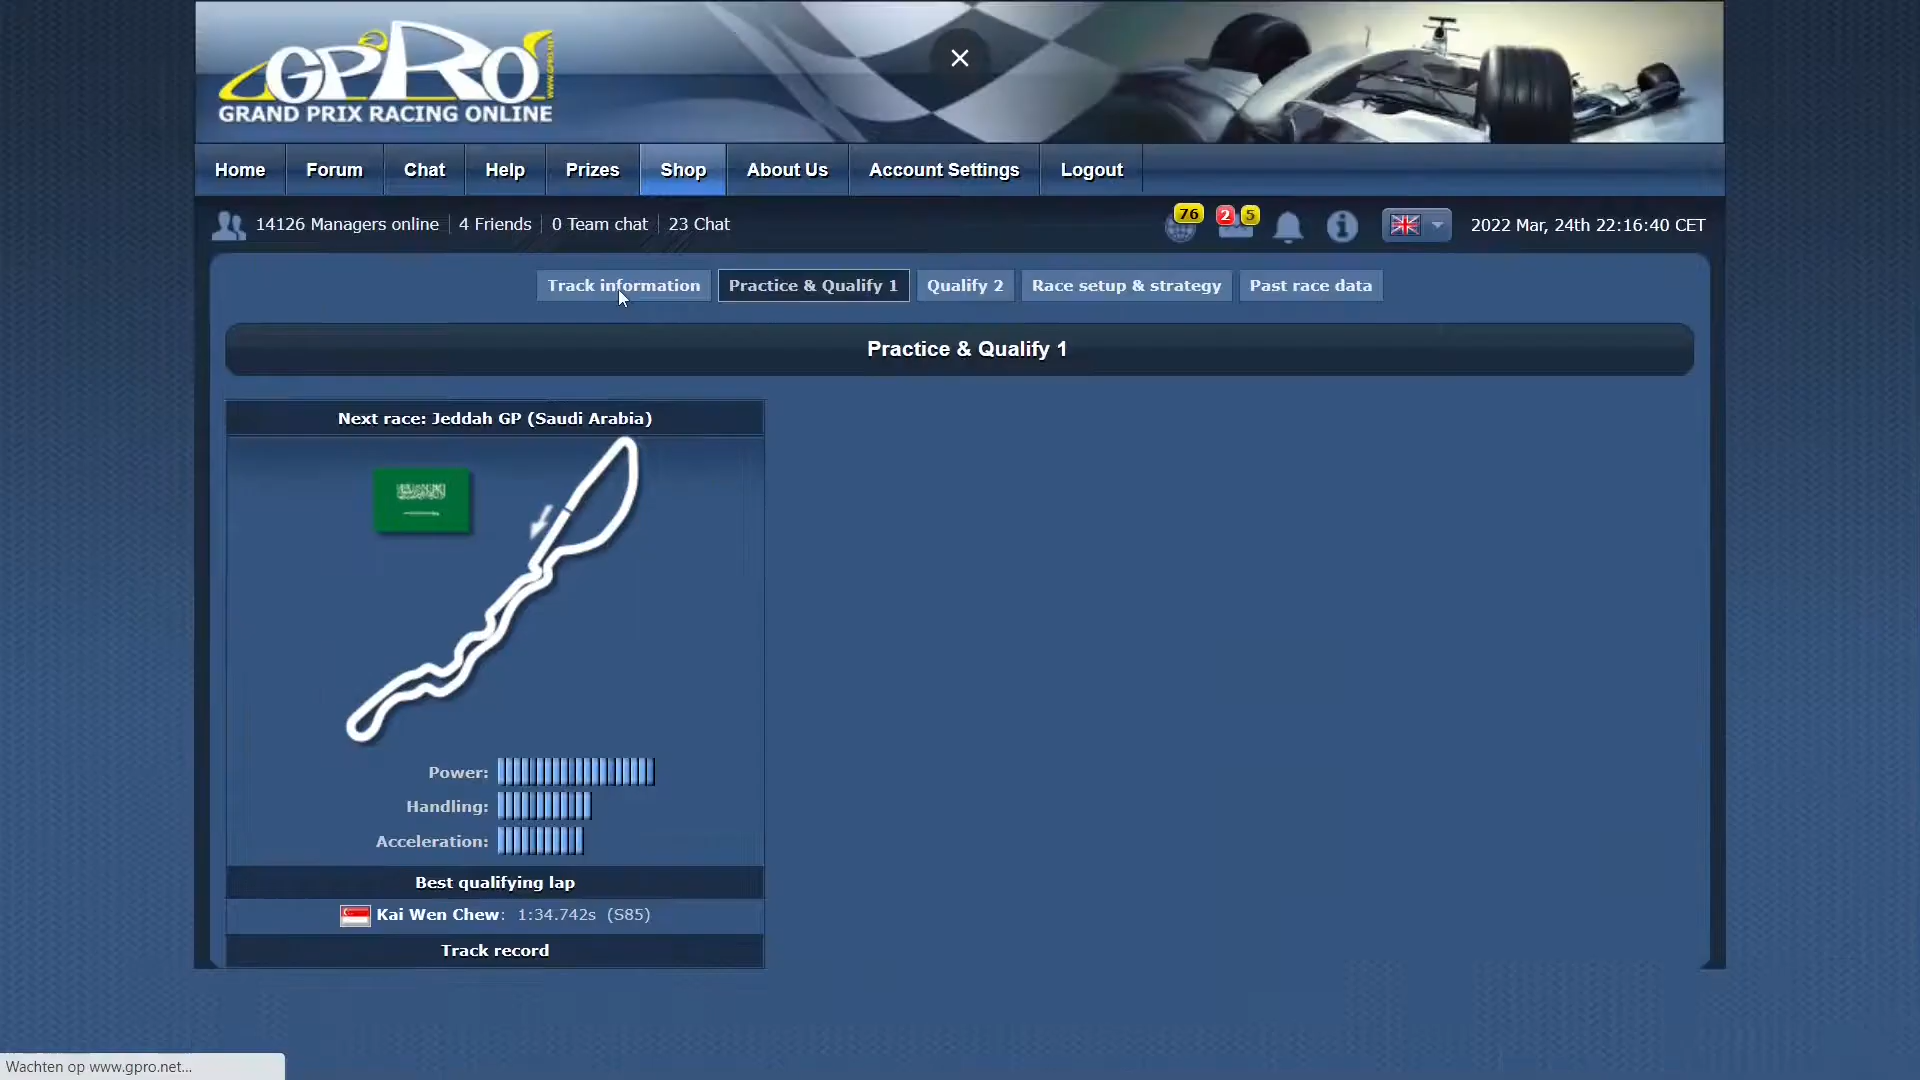 GPRO
WWW.GPRO.NET
GRAND PRIX RACING ONLINE
Home Forum Chat Help Prizes Shop About Us Account Settings Logout
14126 Managers online 4 Friends 0 Team chat 23 Chat 76 2 5 2022 Mar, 24th 22:16:40 CET
Track information Practice & Qualify 1 Qualify 2 Race setup & strategy Past race data
Practice & Qualify 1
Next race: Jeddah GP (Saudi Arabia)
Power:
Handling:
Acceleration:
Best qualifying lap
Kai Wen Chew: 1:34.742s (S85)
Track record
Wachten op www.gpro.net...